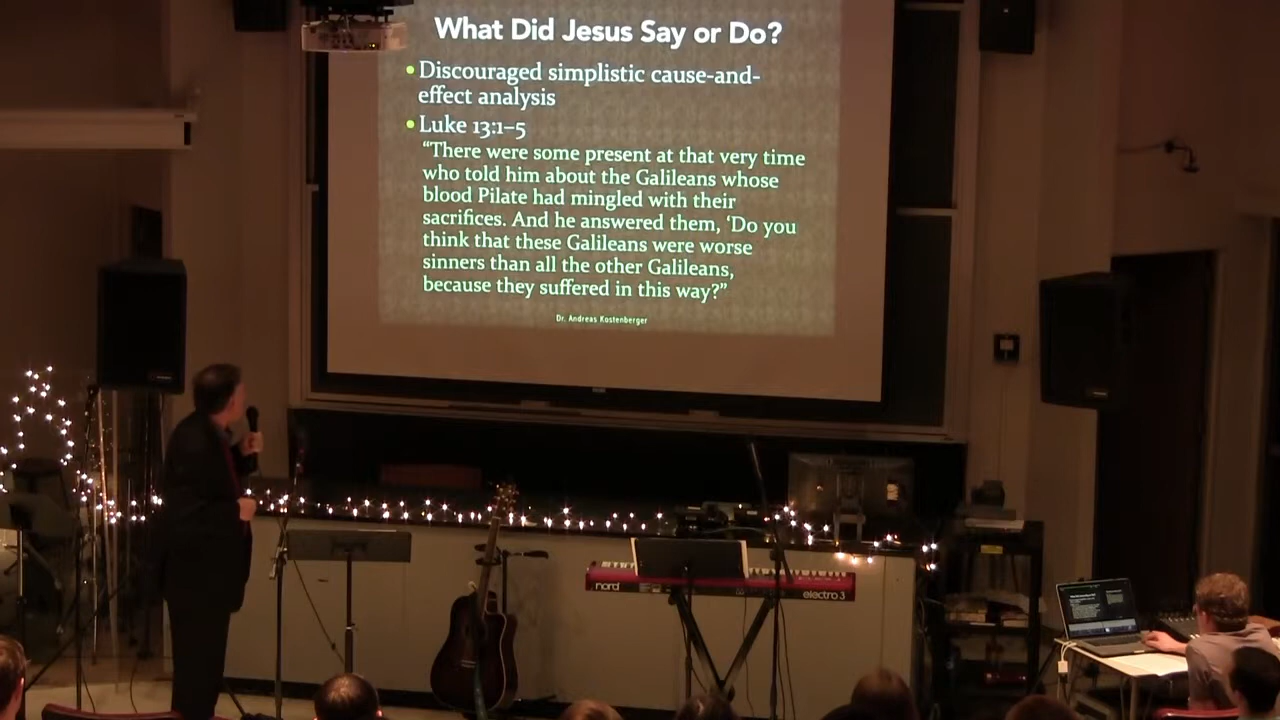 What Did Jesus Say or Do?
• Discouraged simplistic cause-and-
effect analysis
• Luke 13:1–5
“There were some present at that very time
who told him about the Galileans whose
blood Pilate had mingled with their
sacrifices. And he answered them, ‘Do you
think that these Galileans were worse
sinners than all the other Galileans,
because they suffered in this way?”
Dr. Andreas Kostenberger
nord
electro 3